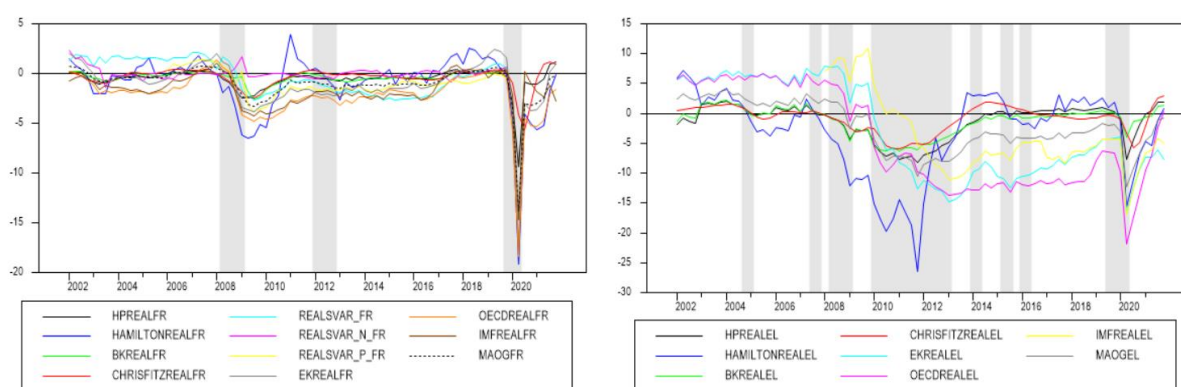 5
0
-5
-10
-15
-20
2002 2004 2006 2008 2010 2012 2014 2016 2018 2020
HPREALFR REALSVAR_FR OECDREALFR
HAMILTONREALFR REALSVAR_N_FR IMFREALFR
BKREALFR REALSVAR_P_FR MAOGFR
CHRISFITZREALFR EKREALFR
15
10
5
0
-5
-10
-15
-20
-25
-30
2002 2004 2006 2008 2010 2012 2014 2016 2018 2020
HPREALEL CHRISFITZREALEL IMFREALEL
HAMILTONREALEL EKREALEL MAOGEL
BKREALEL OECDREALEL